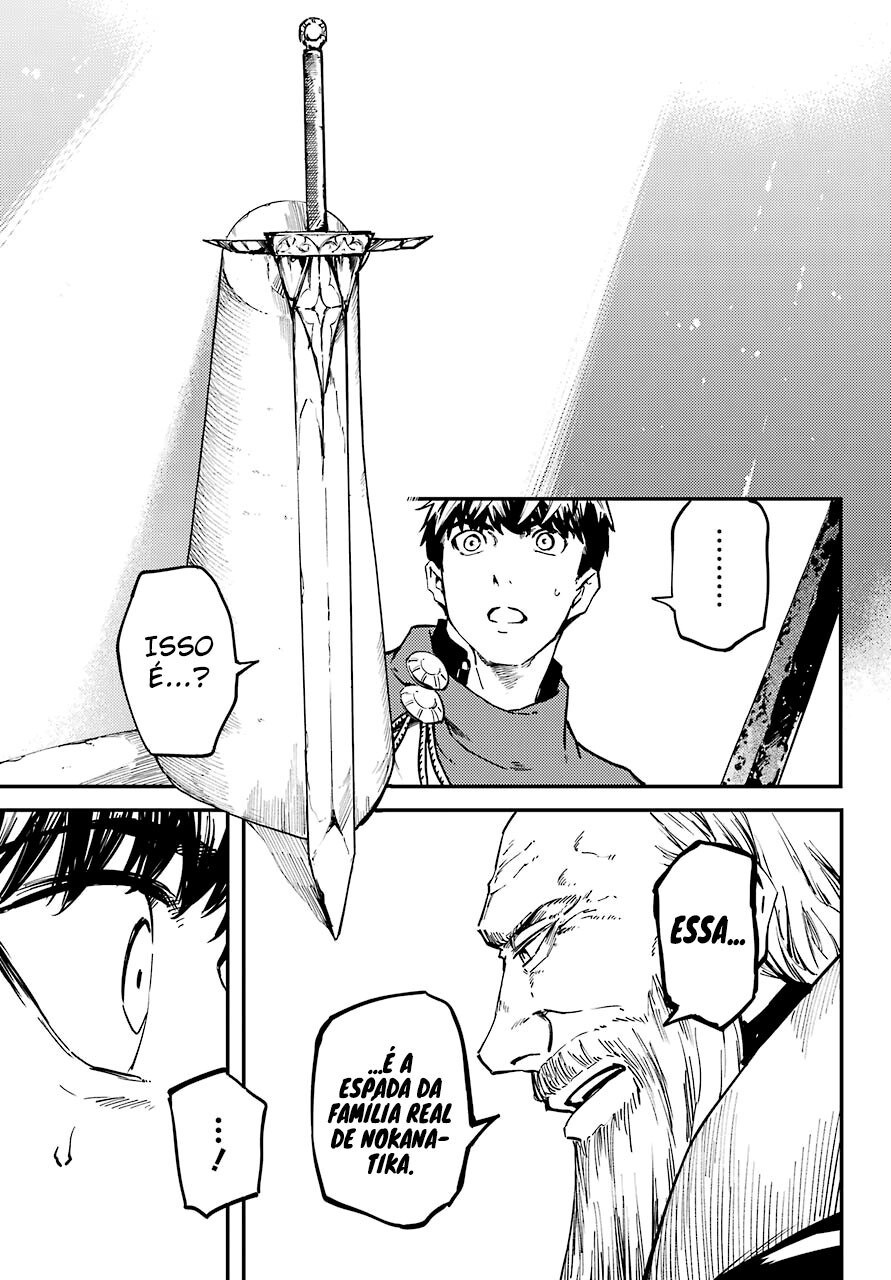 .......
ISSO
É...?
ESSA...
...É A
ESPADA DA
FAMÍLIA REAL
DE NOKANA-
TIKA.
...!